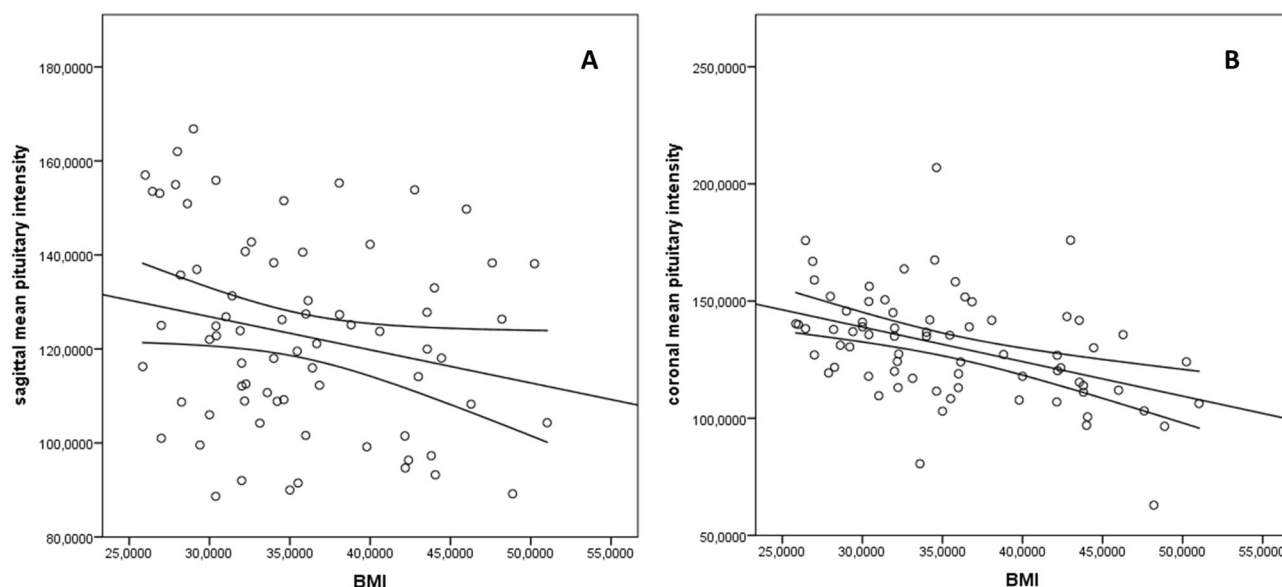 A
180,0000
160,0000
140,0000
120,0000
100,0000
80,0000
sagittal mean pituitary intensity
25,0000 30,0000 35,0000 40,0000 45,0000 50,0000 55,0000
BMI
B
250,0000
200,0000
150,0000
100,0000
50,0000
coronal mean pituitary intensity
25,0000 30,0000 35,0000 40,0000 45,0000 50,0000 55,0000
BMI